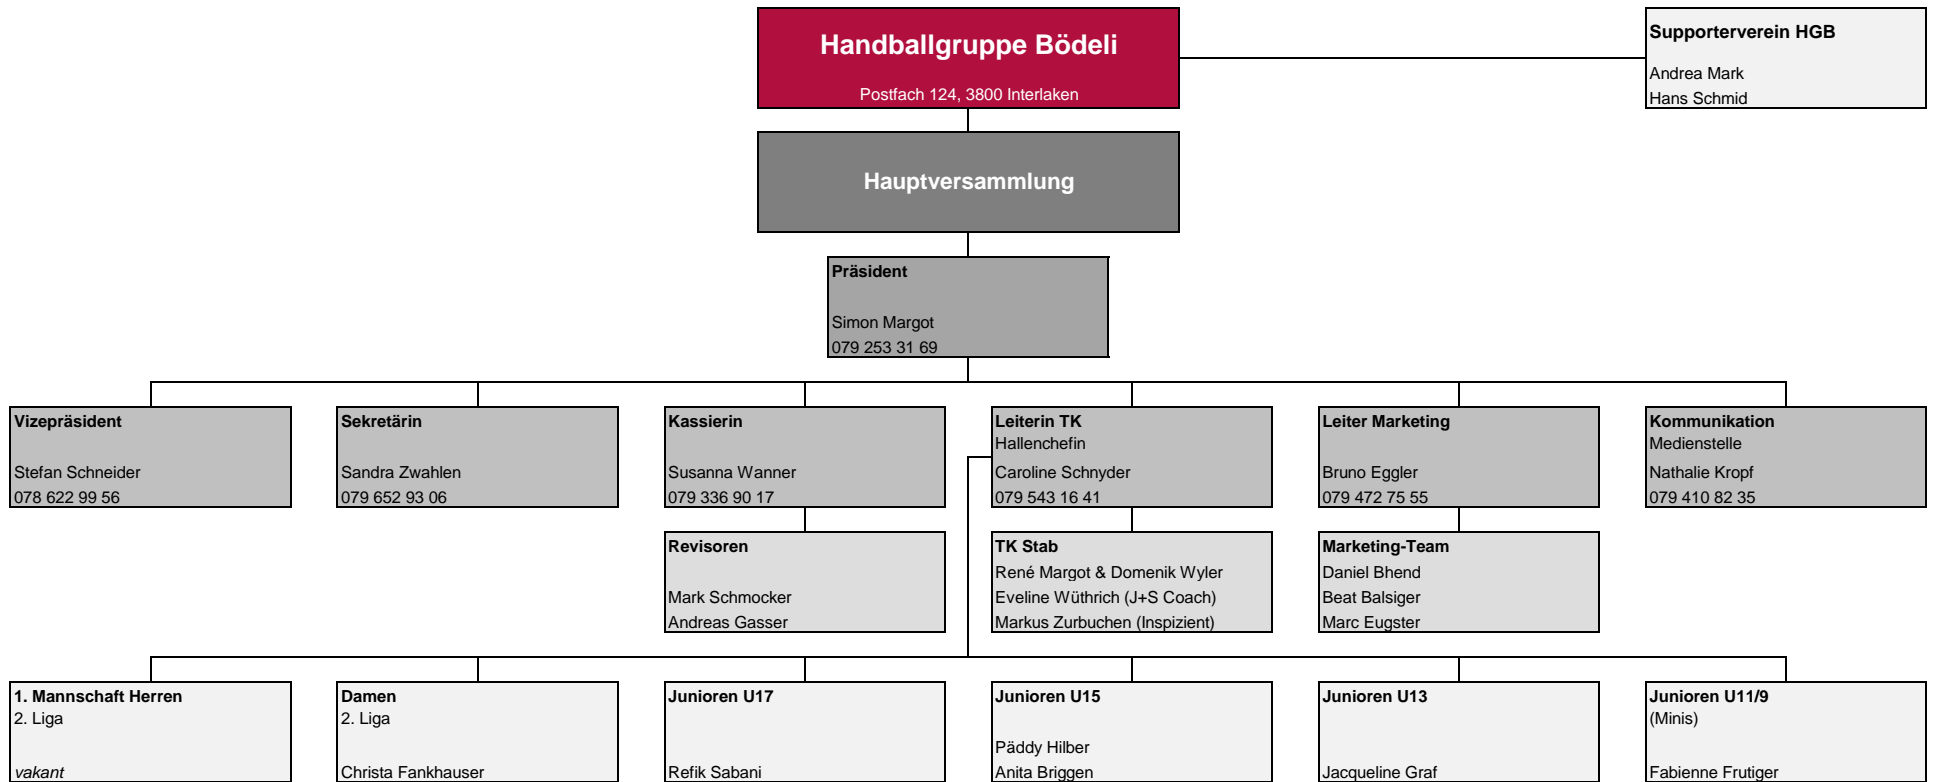 Handballgruppe Bödeli
Postfach 124, 3800 Interlaken
Supporterverein HGB
Andrea Mark
Hans Schmid
Hauptversammlung
Präsident
Simon Margot
079 253 31 69
Vizepräsident
Stefan Schneider
078 622 99 56
Sekretärin
Sandra Zwahlen
079 652 93 06
Kassierin
Susanna Wanner
079 336 90 17
Leiterin TK
Hallenchefin
Caroline Schnyder
079 543 16 41
Leiter Marketing
Bruno Eggler
079 472 75 55
Kommunikation
Medienstelle
Nathalie Kropf
079 410 82 35
Revisoren
Mark Schmocker
Andreas Gasser
TK Stab
René Margot & Domenik Wyler
Eveline Wüthrich (J+S Coach)
Markus Zurbuchen (Inspizient)
Marketing-Team
Daniel Bhend
Beat Balsiger
Marc Eugster
1. Mannschaft Herren
2. Liga
vakant
Damen
2. Liga
Christa Fankhauser
Junioren U17
Refik Sabani
Junioren U15
Päddy Hilber
Anita Briggen
Junioren U13
Jacqueline Graf
Junioren U11/9
(Minis)
Fabienne Frutiger